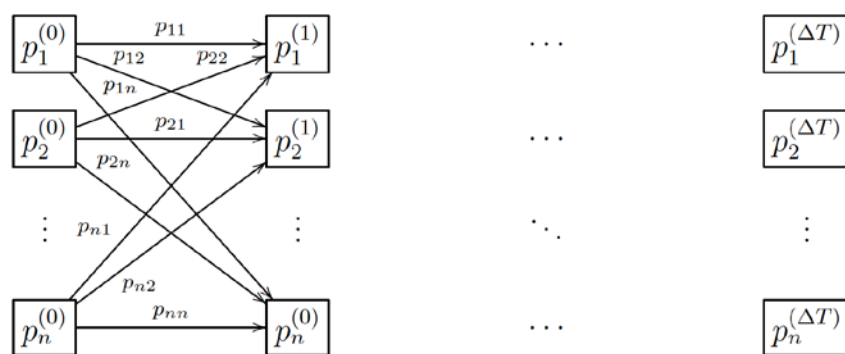 p_1^{(0)} p_{11} p_1^{(1)} ⋯ p_1^{(ΔT)}
p_{12} p_{22}
p_{1n}
p_2^{(0)} p_{21} p_2^{(1)} ⋯ p_2^{(ΔT)}
p_{2n}
⋮ p_{n1} ⋮ ⋱ ⋮
p_{n2}
p_n^{(0)} p_{nn} p_n^{(0)} ⋯ p_n^{(ΔT)}